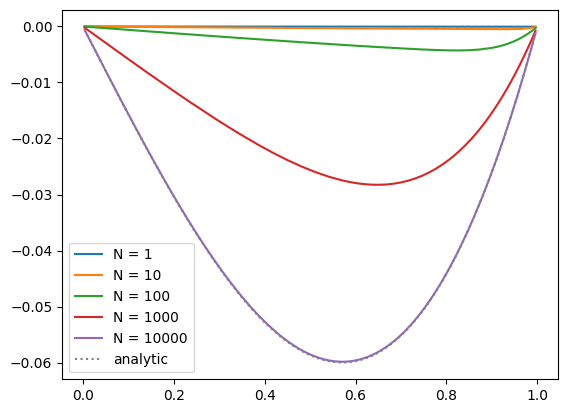 0.00
−0.01
−0.02
−0.03
−0.04
−0.05
−0.06
N = 1
N = 10
N = 100
N = 1000
N = 10000
analytic
0.0 0.2 0.4 0.6 0.8 1.0